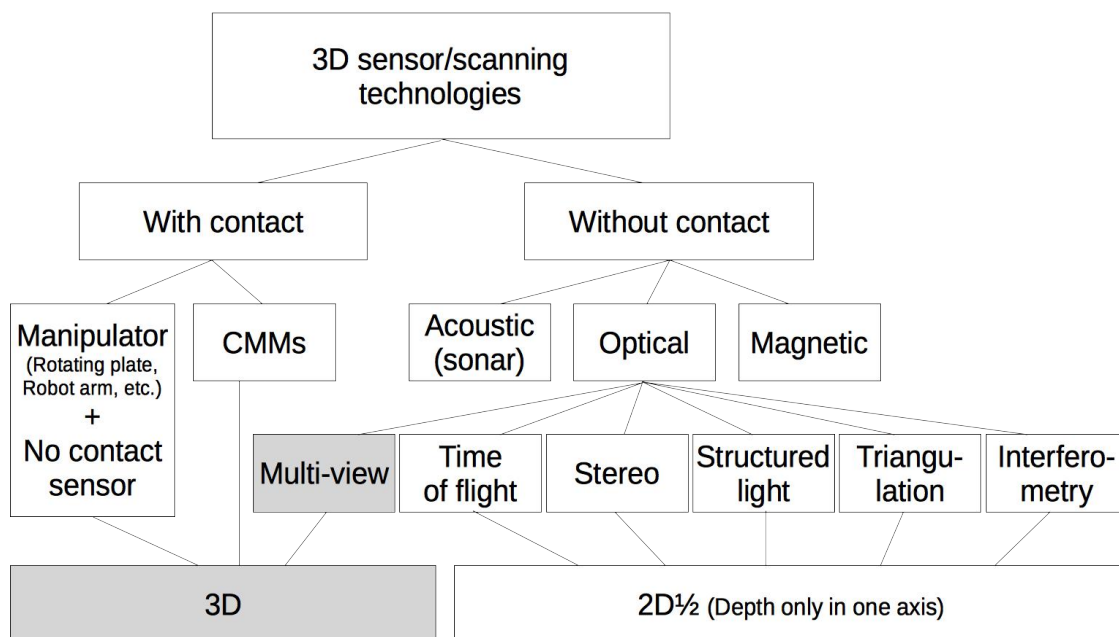 3D sensor/scanning
technologies
With contact
Without contact
Manipulator
(Rotating plate,
Robot arm, etc.)
+
No contact
sensor
CMMs
Acoustic
(sonar)
Optical
Magnetic
Multi-view
Time
of flight
Stereo
Structured
light
Triangu-
lation
Interfero-
metry
3D
2D½ (Depth only in one axis)